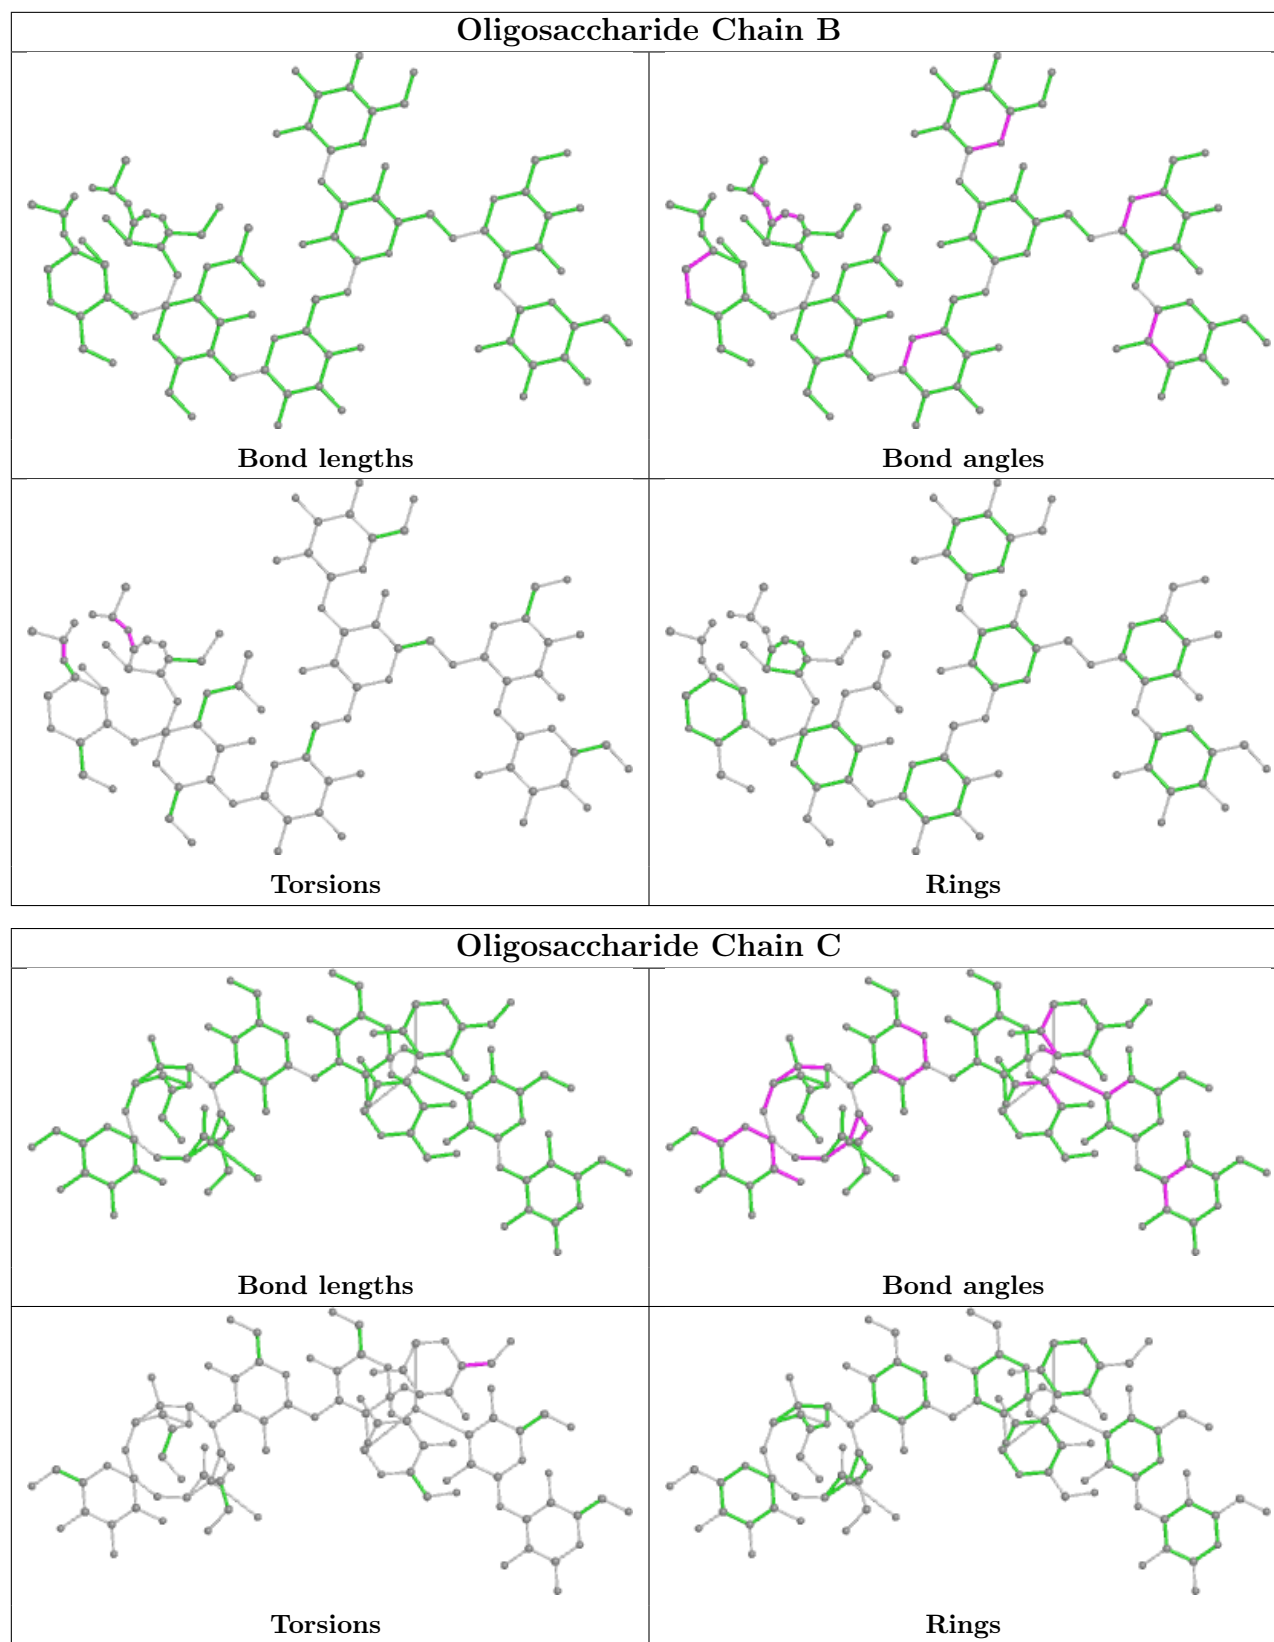 Oligosaccharide Chain B
Bond lengths
Bond angles
Torsions
Rings
Oligosaccharide Chain C
Bond lengths
Bond angles
Torsions
Rings